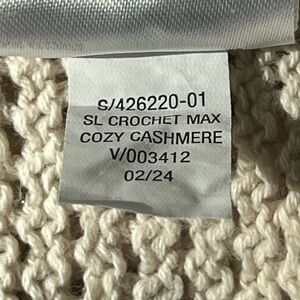 S/426220-01
SL CROCHET MAX
COZY CASHMERE
V/003412
02/24